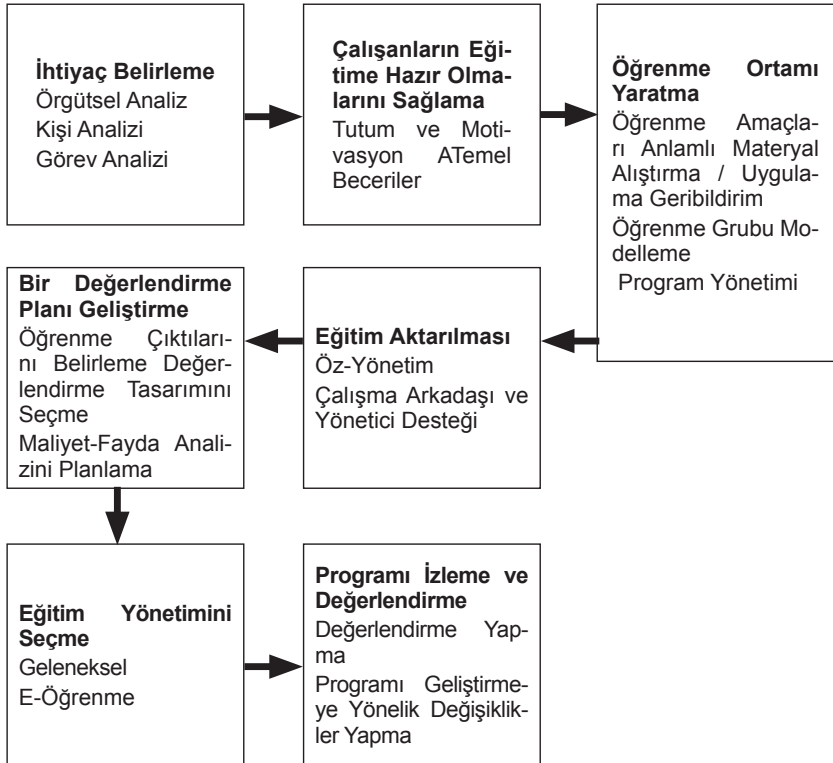 İhtiyaç Belirleme
Örgütsel Analiz
Kişi Analizi
Görev Analizi
Çalışanların Eği-
time Hazır Olma-
larını Sağlama
Tutum ve Moti-
vasyon ATemel
Beceriler
Öğrenme Ortamı
Yaratma
Öğrenme Amaçla-
rı Anlamlı Materyal
Alıştırma / Uygula-
ma Geribildirim
Öğrenme Grubu Mo-
delleme
Program Yönetimi
Eğitim Aktarılması
Öz-Yönetim
Çalışma Arkadaşı ve
Yönetici Desteği
Bir Değerlendirme
Planı Geliştirme
Öğrenme Çıktıları-
nı Belirleme Değer-
lendirme Tasarımını
Seçme
Maliyet-Fayda Anali-
zini Planlama
Eğitim Yönetimini
Seçme
Geleneksel
E-Öğrenme
Programı İzleme ve
Değerlendirme
Değerlendirme Yap-
ma
Programı Geliştirme-
ye Yönelik Değişiklik-
ler Yapma